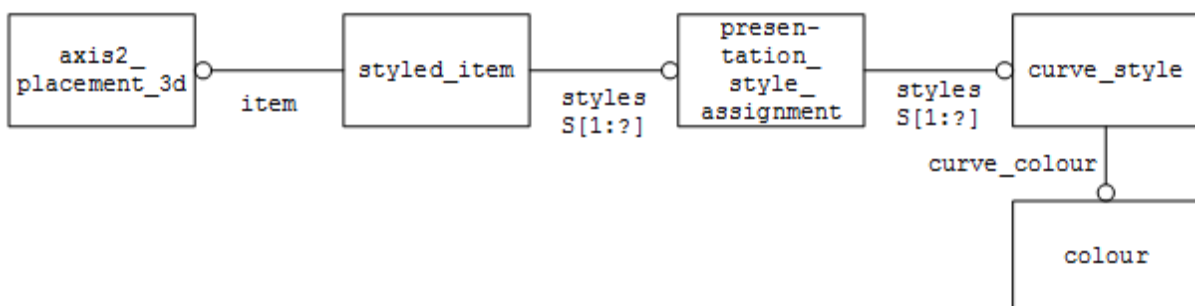 axis2_
placement_3d
item
styled_item
styles
S[1:?]
presen-
tation_
style_
assignment
styles
S[1:?]
curve_style
curve_colour
colour